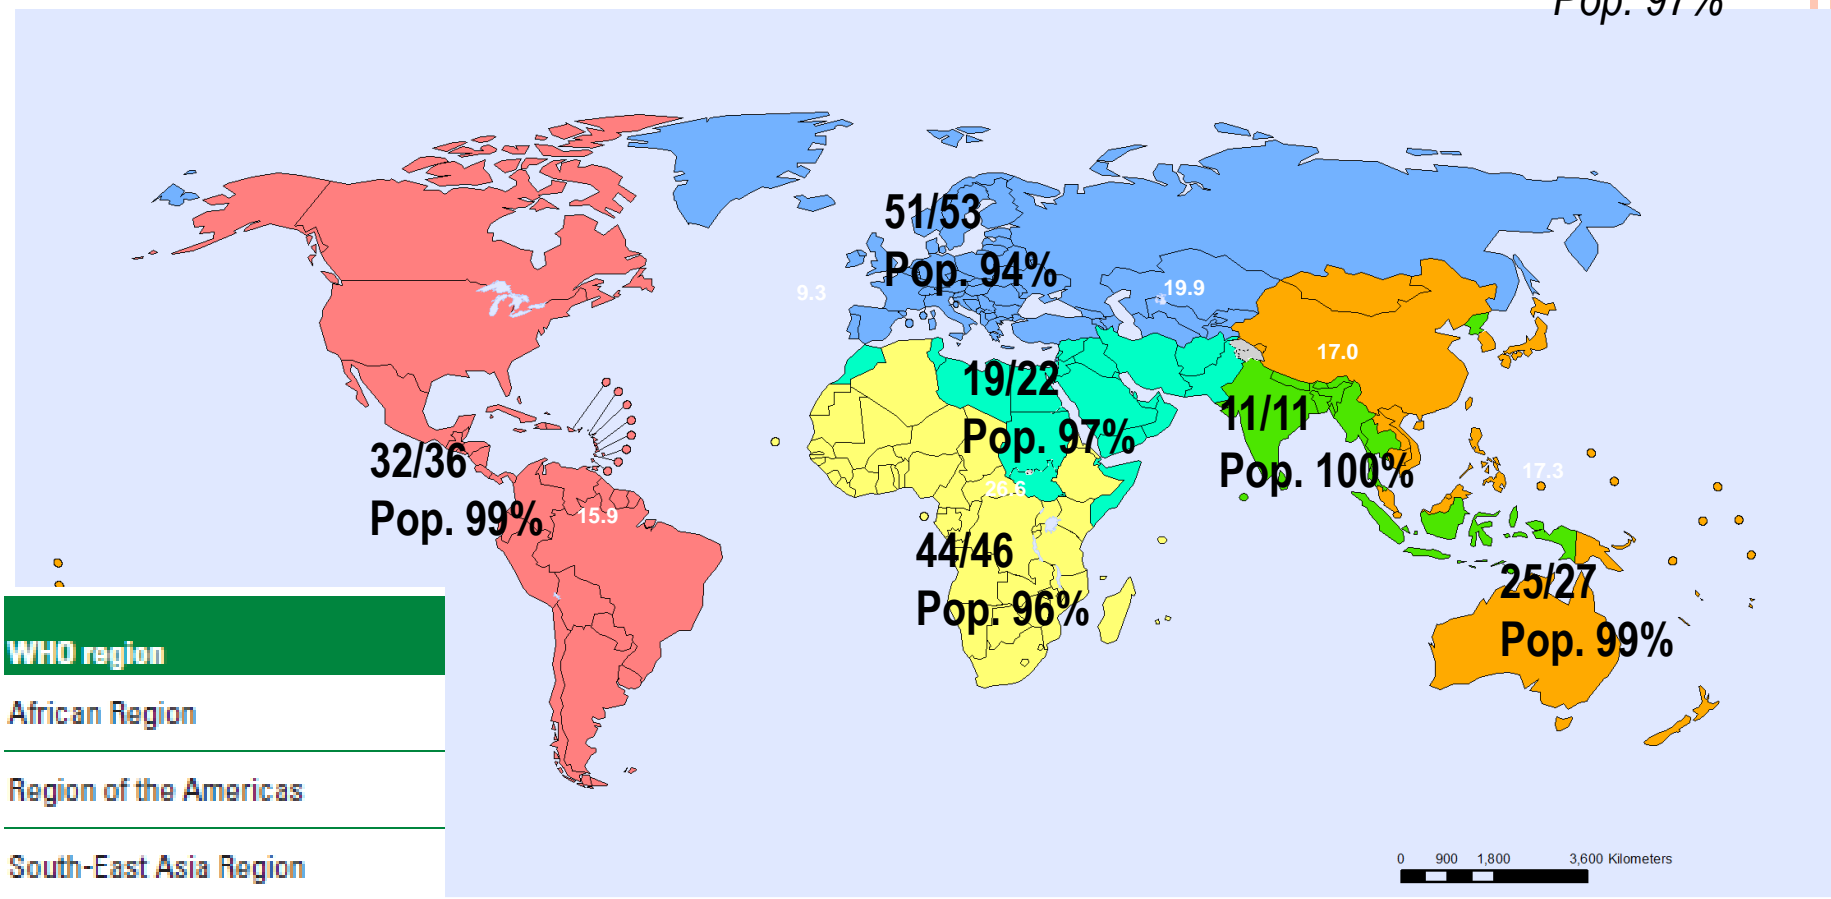 Pop. 97%
51/53
Pop. 94%
9.3
19.9
17.0
19/22
Pop. 97%
11/11
Pop. 100%
32/36
Pop. 99%
15.9
26.6
17.3
44/46
Pop. 96%
25/27
Pop. 99%
WHO region
African Region
Region of the Americas
South-East Asia Region
0 900 1,800 3,600 Kilometers